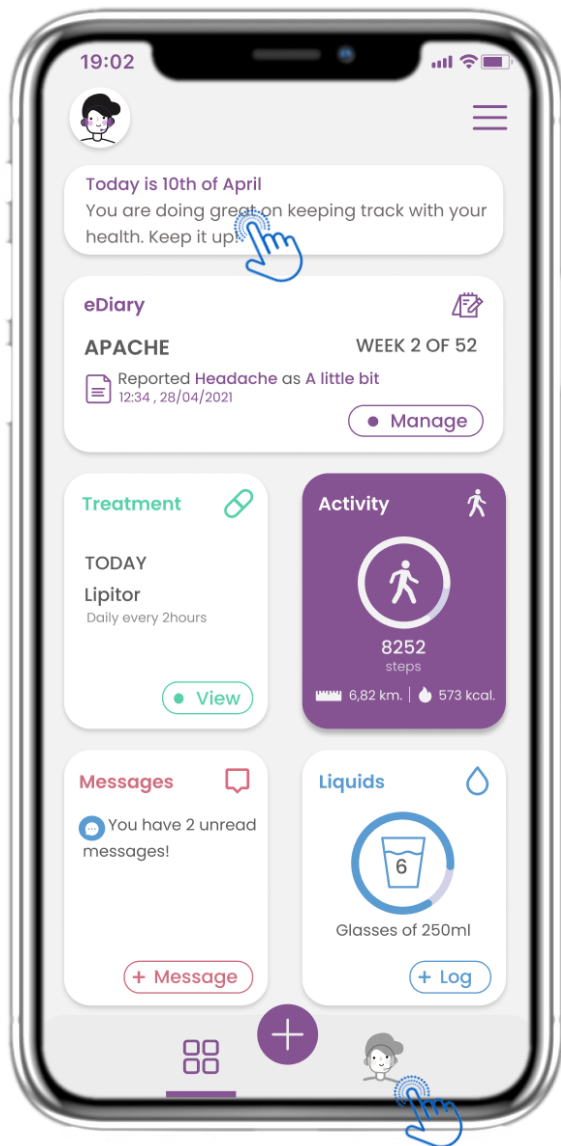 19:02
Today is 10th of April
You are doing great on keeping track with your
health. Keep it up!
eDiary
APACHE
WEEK 2 OF 52
Reported Headache as A little bit
12:34 , 28/04/2021
Manage
Treatment
TODAY
Lipitor
Daily every 2hours
View
Activity
8252
steps
6,82 km.
573 kcal.
Messages
You have 2 unread
messages!
+ Message
Liquids
6
Glasses of 250ml
+ Log